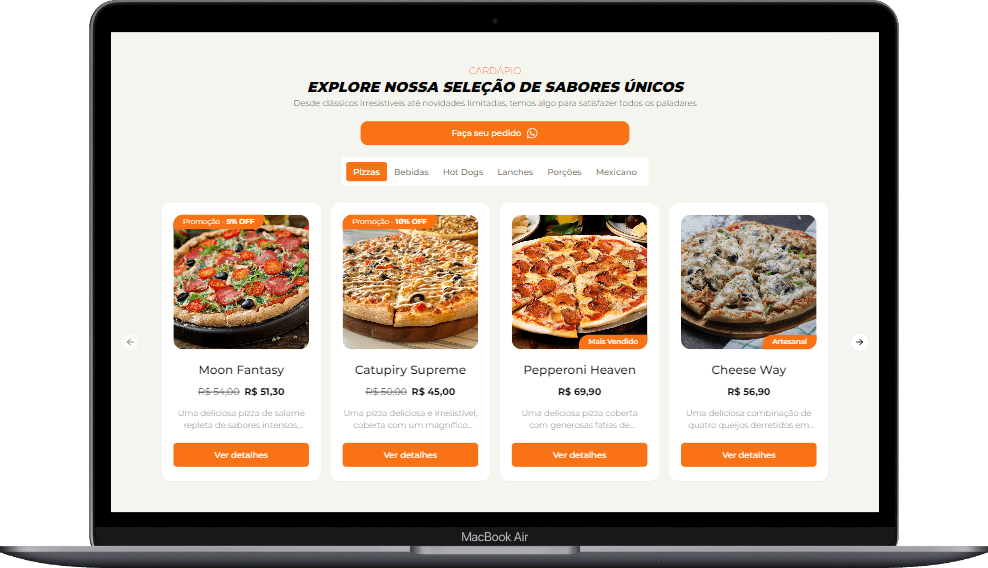 CARDÁPIO
EXPLORE NOSSA SELEÇÃO DE SABORES ÚNICOS
Desde clássicos irresistíveis até novidades limitadas, temos algo para satisfazer todos os paladares.
Faça seu pedido
Pizzas Bebidas Hot Dogs Lanches Porções Mexicano
Promoção - 5% OFF
Moon Fantasy
R$ 54,00 R$ 51,30
Uma deliciosa pizza de salame
repleta de sabores intensos,...
Ver detalhes
Promoção - 10% OFF
Catupiry Supreme
R$ 50,00 R$ 45,00
Uma pizza deliciosa e irresistível,
coberta com um magnífico...
Ver detalhes
Mais Vendido
Pepperoni Heaven
R$ 69,90
Uma deliciosa pizza coberta
com generosas fatias de...
Ver detalhes
Artesanal
Cheese Way
R$ 56,90
Uma deliciosa combinação de
quatro queijos derretidos em...
Ver detalhes
MacBook Air